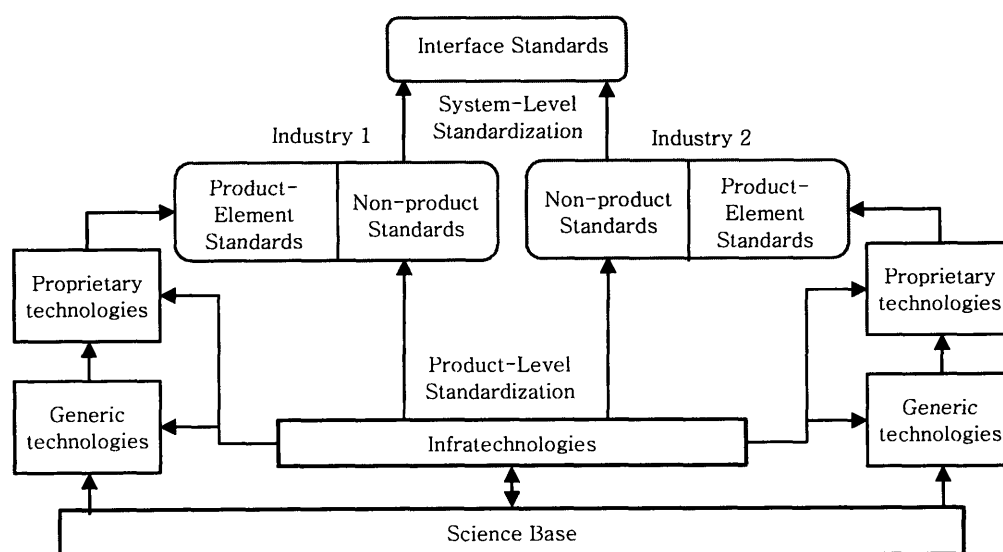 Interface Standards
System-Level
Standardization
Industry 1
Industry 2
Product-
Element
Standards
Non-product
Standards
Non-product
Standards
Product-
Element
Standards
Proprietary
technologies
Proprietary
technologies
Product-Level
Standardization
Generic
technologies
Generic
technologies
Infratechnologies
Science Base